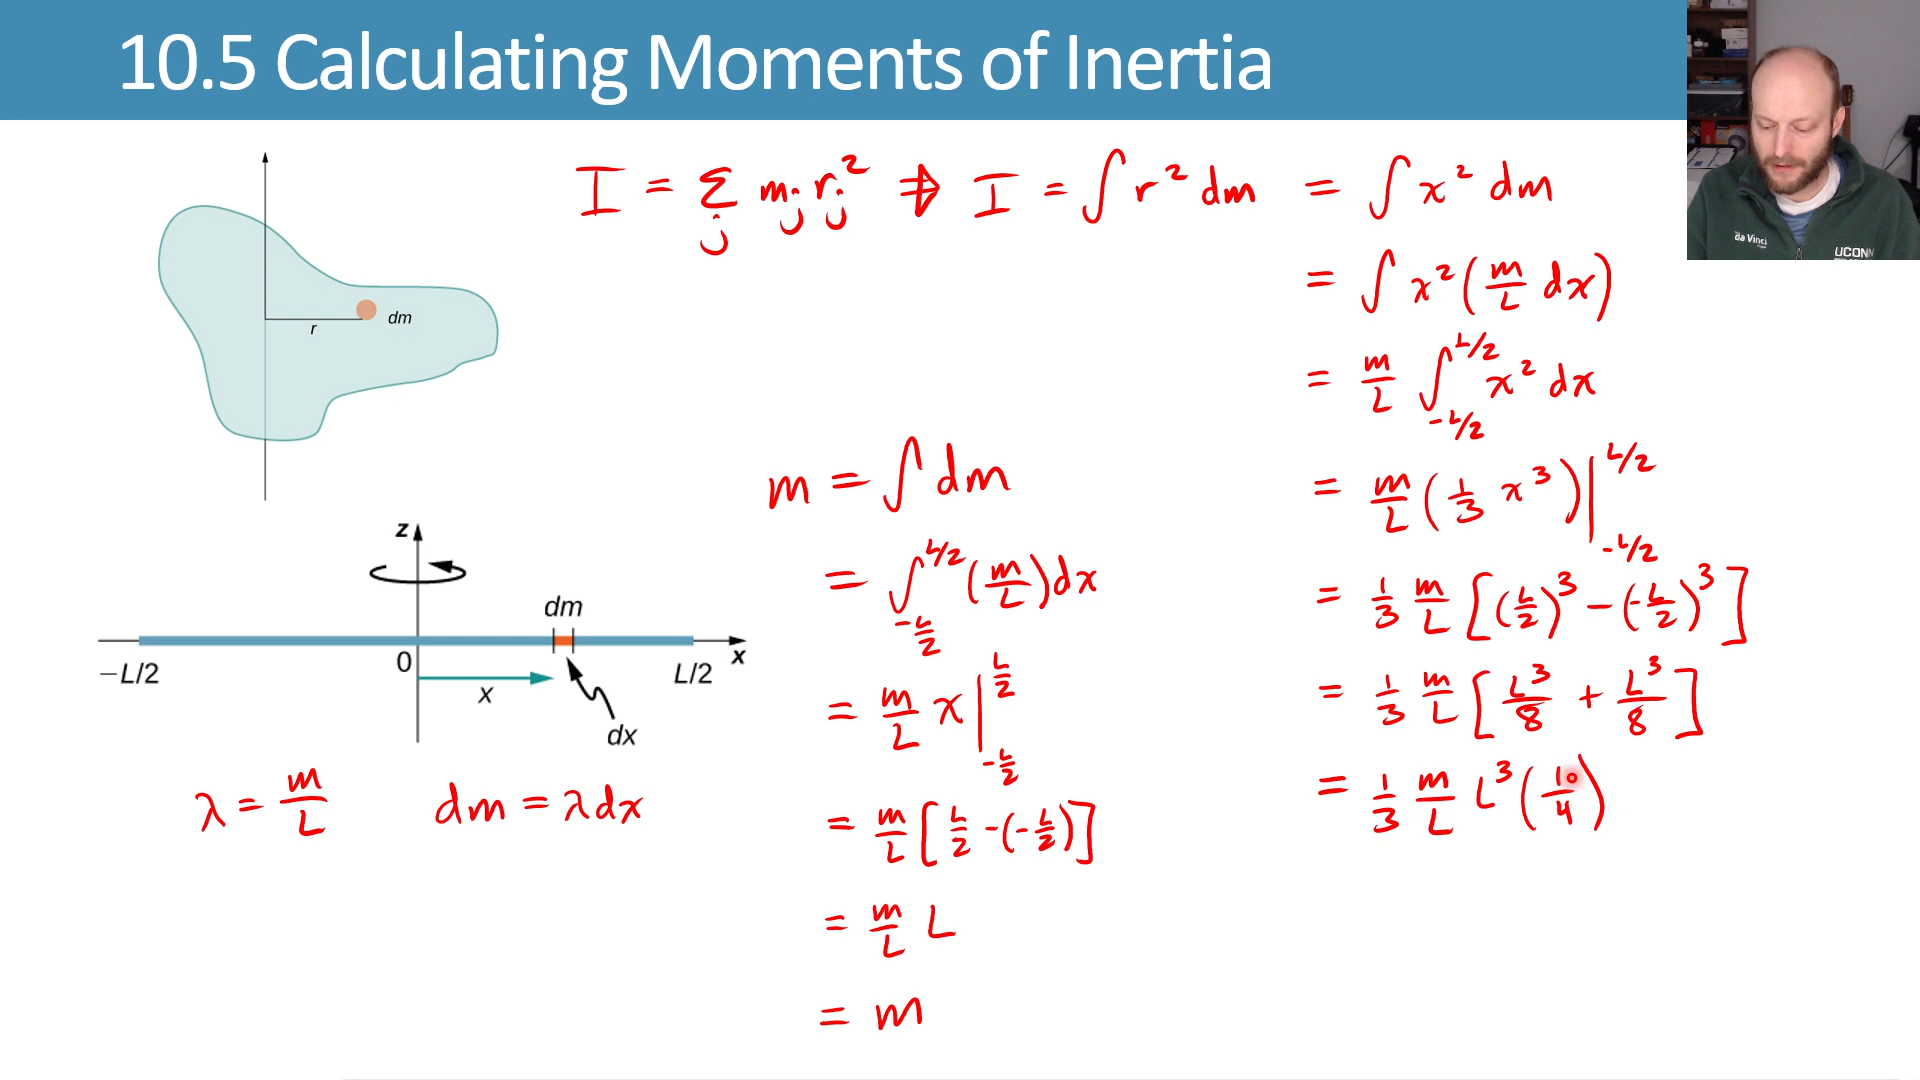 10.5 Calculating Moments of Inertia
da Vinci
UCONN
I = Σ_j m_j r_j² ⇒ I = ∫ r² dm = ∫ x² dm
= ∫ x² (m/L dx)
= m/L ∫_{-L/2}^{L/2} x² dx
= m/L (1/3 x³) |_{-L/2}^{L/2}
= 1/3 m/L [(L/2)³ - (-L/2)³]
= 1/3 m/L [L³/8 + L³/8]
= 1/3 m/L L³ (1/4)
r
dm
m = ∫ dm
= ∫_{-L/2}^{L/2} (m/L) dx
= m/L x |_{-L/2}^{L/2}
= m/L [L/2 - (-L/2)]
= m/L L
= m
z
dm
−L/2
0
L/2
x
x
dx
λ = m/L
dm = λdx